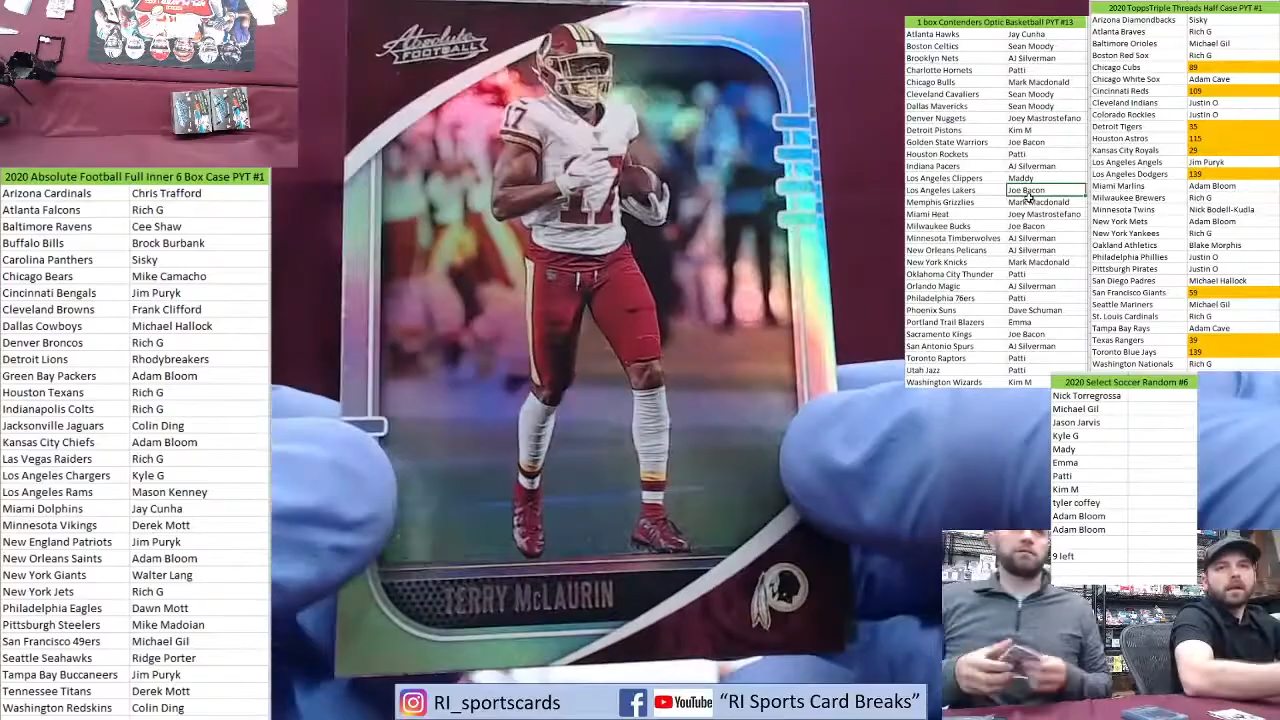 Absolute
FOOTBALL
17
17
TERRY McLAURIN
2020 Absolute Football Full Inner 6 Box Case PYT #1
Arizona Cardinals Chris Trafford
Atlanta Falcons Rich G
Baltimore Ravens Cee Shaw
Buffalo Bills Brock Burbank
Carolina Panthers Sisky
Chicago Bears Mike Camacho
Cincinnati Bengals Jim Puryk
Cleveland Browns Frank Clifford
Dallas Cowboys Michael Hallock
Denver Broncos Rich G
Detroit Lions Rhodybreakers
Green Bay Packers Adam Bloom
Houston Texans Rich G
Indianapolis Colts Rich G
Jacksonville Jaguars Colin Ding
Kansas City Chiefs Adam Bloom
Las Vegas Raiders Rich G
Los Angeles Chargers Kyle G
Los Angeles Rams Mason Kenney
Miami Dolphins Jay Cunha
Minnesota Vikings Derek Mott
New England Patriots Jim Puryk
New Orleans Saints Adam Bloom
New York Giants Walter Lang
New York Jets Rich G
Philadelphia Eagles Dawn Mott
Pittsburgh Steelers Mike Madoian
San Francisco 49ers Michael Gil
Seattle Seahawks Ridge Porter
Tampa Bay Buccaneers Jim Puryk
Tennessee Titans Derek Mott
Washington Redskins Colin Ding
1 box Contenders Optic Basketball PYT #13
Atlanta Hawks Jay Cunha
Boston Celtics Sean Moody
Brooklyn Nets AJ Silverman
Charlotte Hornets Patti
Chicago Bulls Mark Macdonald
Cleveland Cavaliers Sean Moody
Dallas Mavericks Sean Moody
Denver Nuggets Joey Mastrostefano
Detroit Pistons Kim M
Golden State Warriors Joe Bacon
Houston Rockets Patti
Indiana Pacers AJ Silverman
Los Angeles Clippers Maddy
Los Angeles Lakers Joe Bacon
Memphis Grizzlies Mark Macdonald
Miami Heat Joey Mastrostefano
Milwaukee Bucks Joe Bacon
Minnesota Timberwolves AJ Silverman
New Orleans Pelicans AJ Silverman
New York Knicks Mark Macdonald
Oklahoma City Thunder Patti
Orlando Magic AJ Silverman
Philadelphia 76ers Patti
Phoenix Suns Dave Schuman
Portland Trail Blazers Emma
Sacramento Kings Joe Bacon
San Antonio Spurs AJ Silverman
Toronto Raptors Patti
Utah Jazz Patti
Washington Wizards Kim M
2020 ToppsTriple Threads Half Case PYT #1
Arizona Diamondbacks Sisky
Atlanta Braves Rich G
Baltimore Orioles Michael Gil
Boston Red Sox Rich G
Chicago Cubs 89
Chicago White Sox Adam Cave
Cincinnati Reds 109
Cleveland Indians Justin O
Colorado Rockies Justin O
Detroit Tigers 35
Houston Astros 115
Kansas City Royals 29
Los Angeles Angels Jim Puryk
Los Angeles Dodgers 139
Miami Marlins Adam Bloom
Milwaukee Brewers Rich G
Minnesota Twins Nick Bodell-Kudla
New York Mets Adam Bloom
New York Yankees Rich G
Oakland Athletics Blake Morphis
Philadelphia Phillies Justin O
Pittsburgh Pirates Justin O
San Diego Padres Michael Hallock
San Francisco Giants 59
Seattle Mariners Michael Gil
St. Louis Cardinals Rich G
Tampa Bay Rays Adam Cave
Texas Rangers 39
Toronto Blue Jays 139
Washington Nationals Rich G
2020 Select Soccer Random #6
Nick Torregrossa
Michael Gil
Jason Jarvis
Kyle G
Mady
Emma
Patti
Kim M
tyler coffey
Adam Bloom
Adam Bloom
9 left
RI_sportscards YouTube "RI Sports Card Breaks"